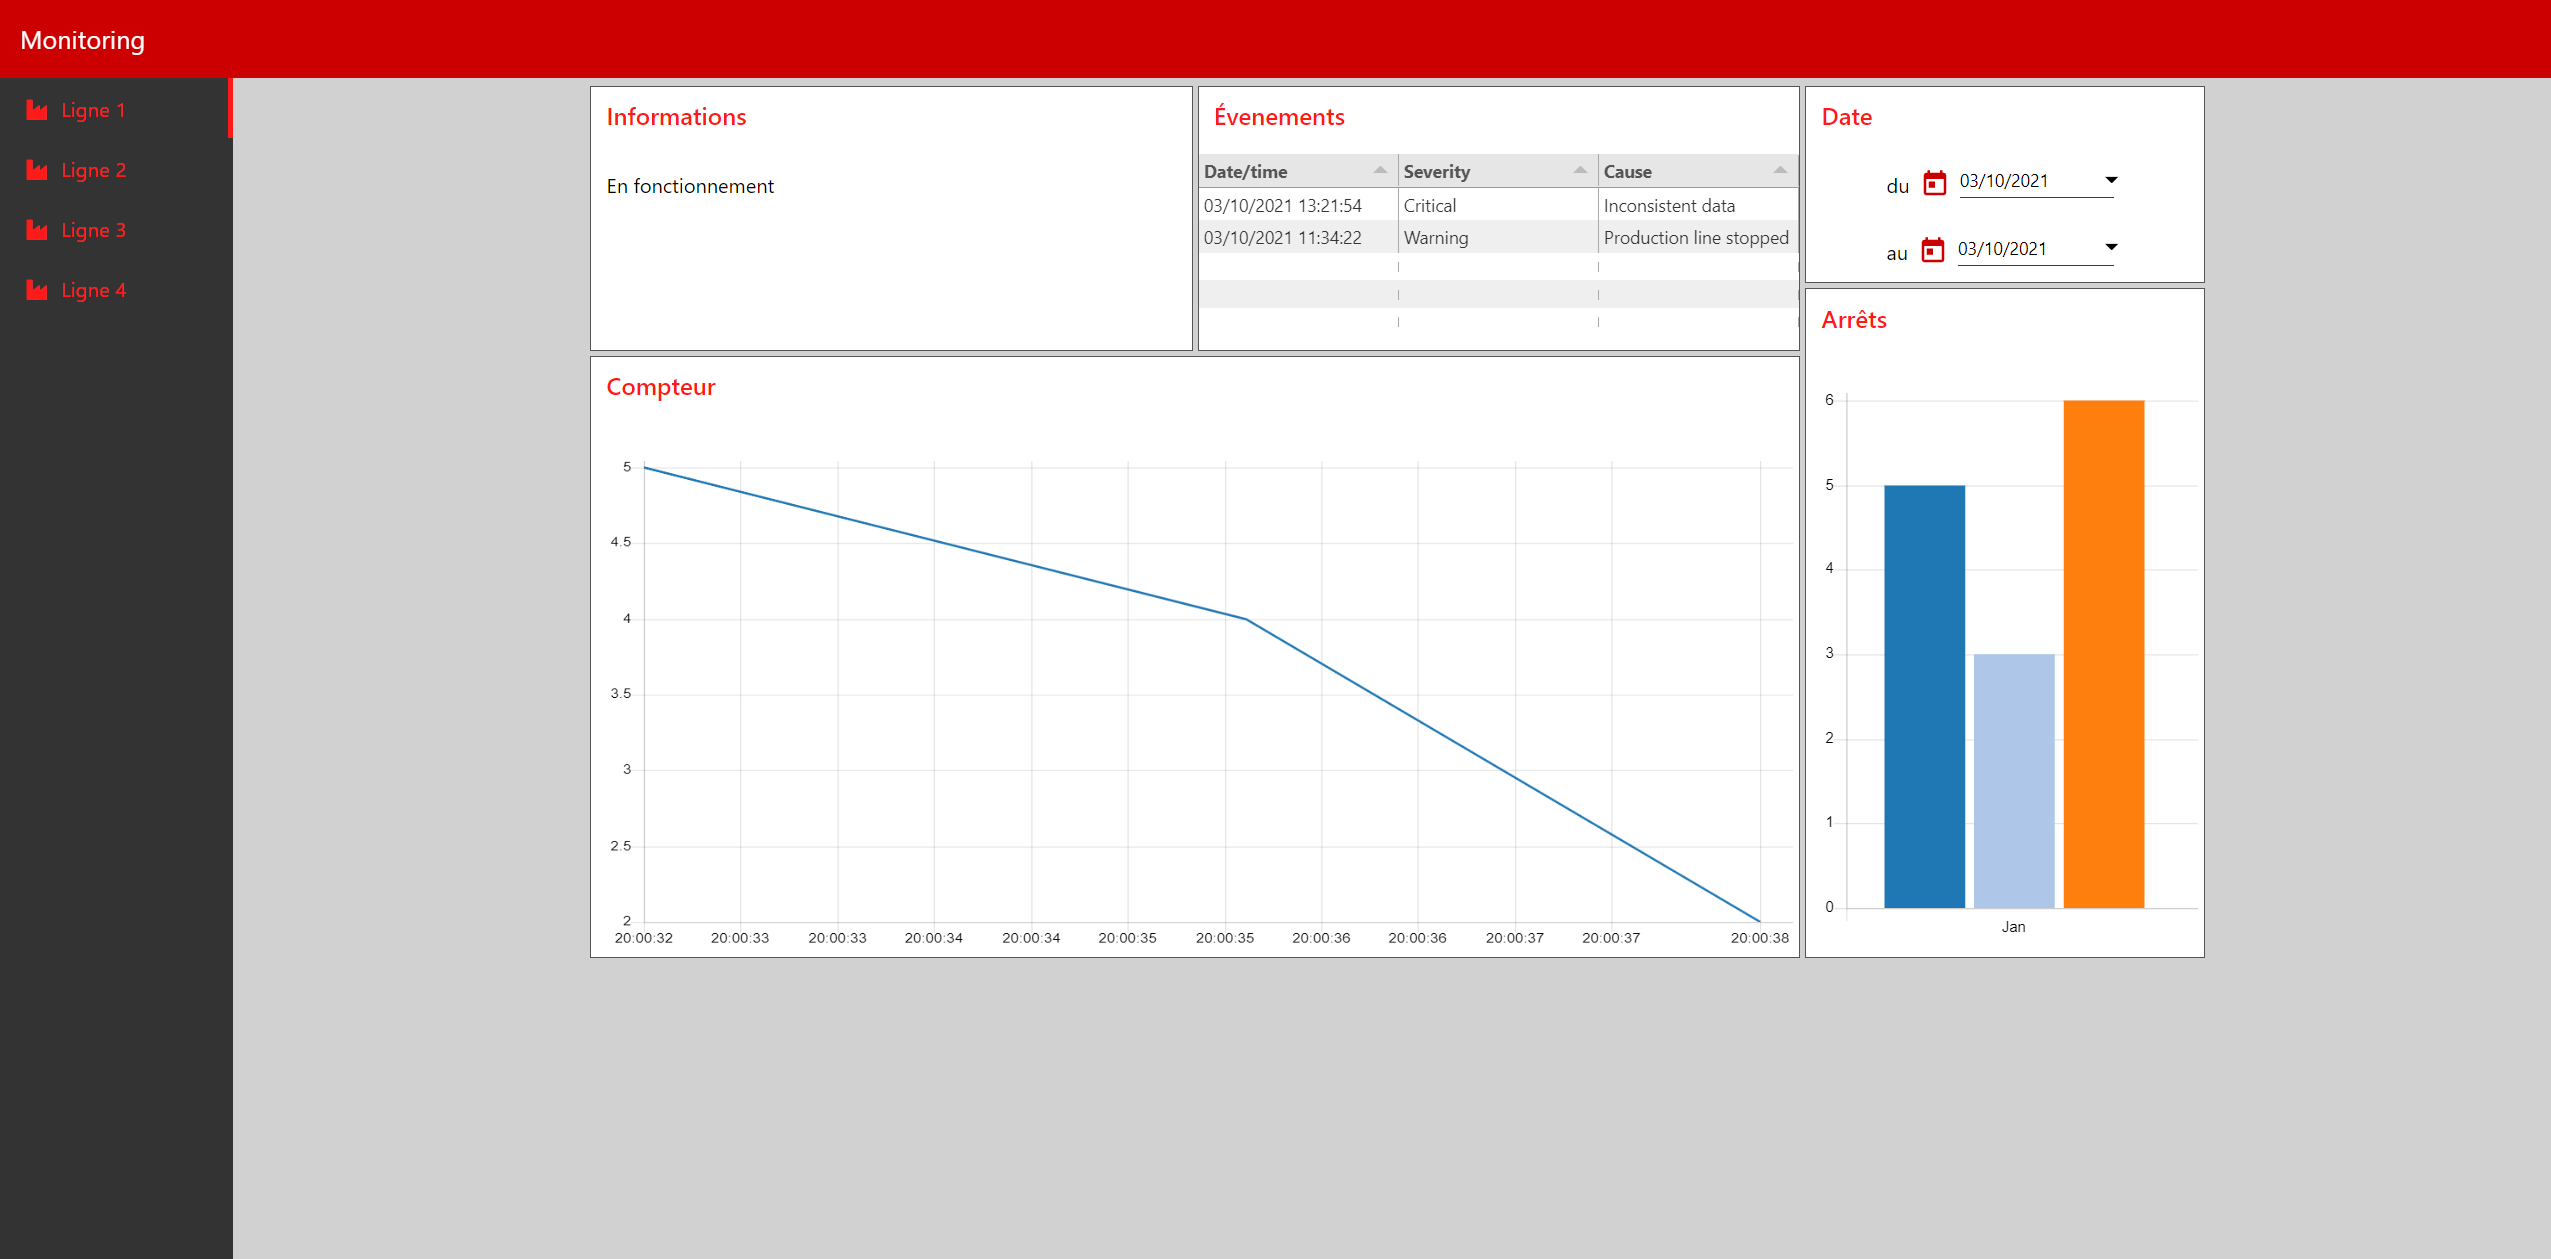 Monitoring
Ligne 1
Ligne 2
Ligne 3
Ligne 4
Informations
En fonctionnement
Évenements
Date/time Severity Cause
03/10/2021 13:21:54 Critical Inconsistent data
03/10/2021 11:34:22 Warning Production line stopped
Date
du 03/10/2021
au 03/10/2021
Compteur
5
4.5
4
3.5
3
2.5
2
20:00:32 20:00:33 20:00:33 20:00:34 20:00:34 20:00:35 20:00:35 20:00:36 20:00:36 20:00:37 20:00:37 20:00:38
Arrêts
6
5
4
3
2
1
0
Jan